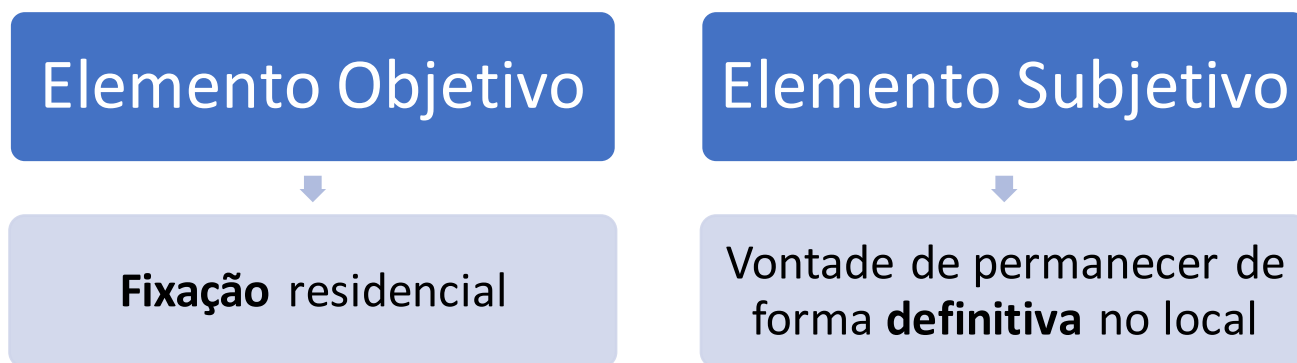 Elemento Objetivo
Fixação residencial
Elemento Subjetivo
Vontade de permanecer de
forma definitiva no local